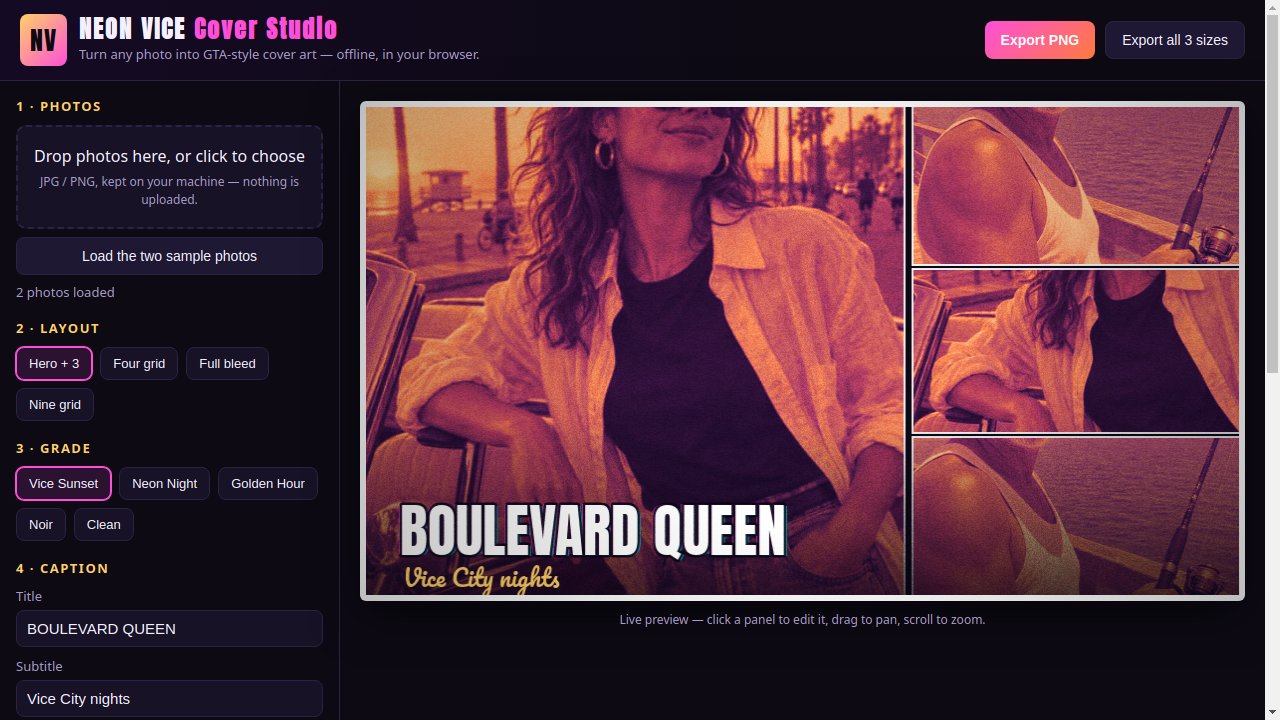 NV
NEON VICE Cover Studio
Turn any photo into GTA-style cover art — offline, in your browser.
Export PNG
Export all 3 sizes
1 · PHOTOS
Drop photos here, or click to choose
JPG / PNG, kept on your machine — nothing is
uploaded.
Load the two sample photos
2 photos loaded
2 · LAYOUT
Hero + 3
Four grid
Full bleed
Nine grid
3 · GRADE
Vice Sunset
Neon Night
Golden Hour
Noir
Clean
4 · CAPTION
Title
BOULEVARD QUEEN
Subtitle
Vice City nights
BOULEVARD QUEEN
Vice City nights
Live preview — click a panel to edit it, drag to pan, scroll to zoom.